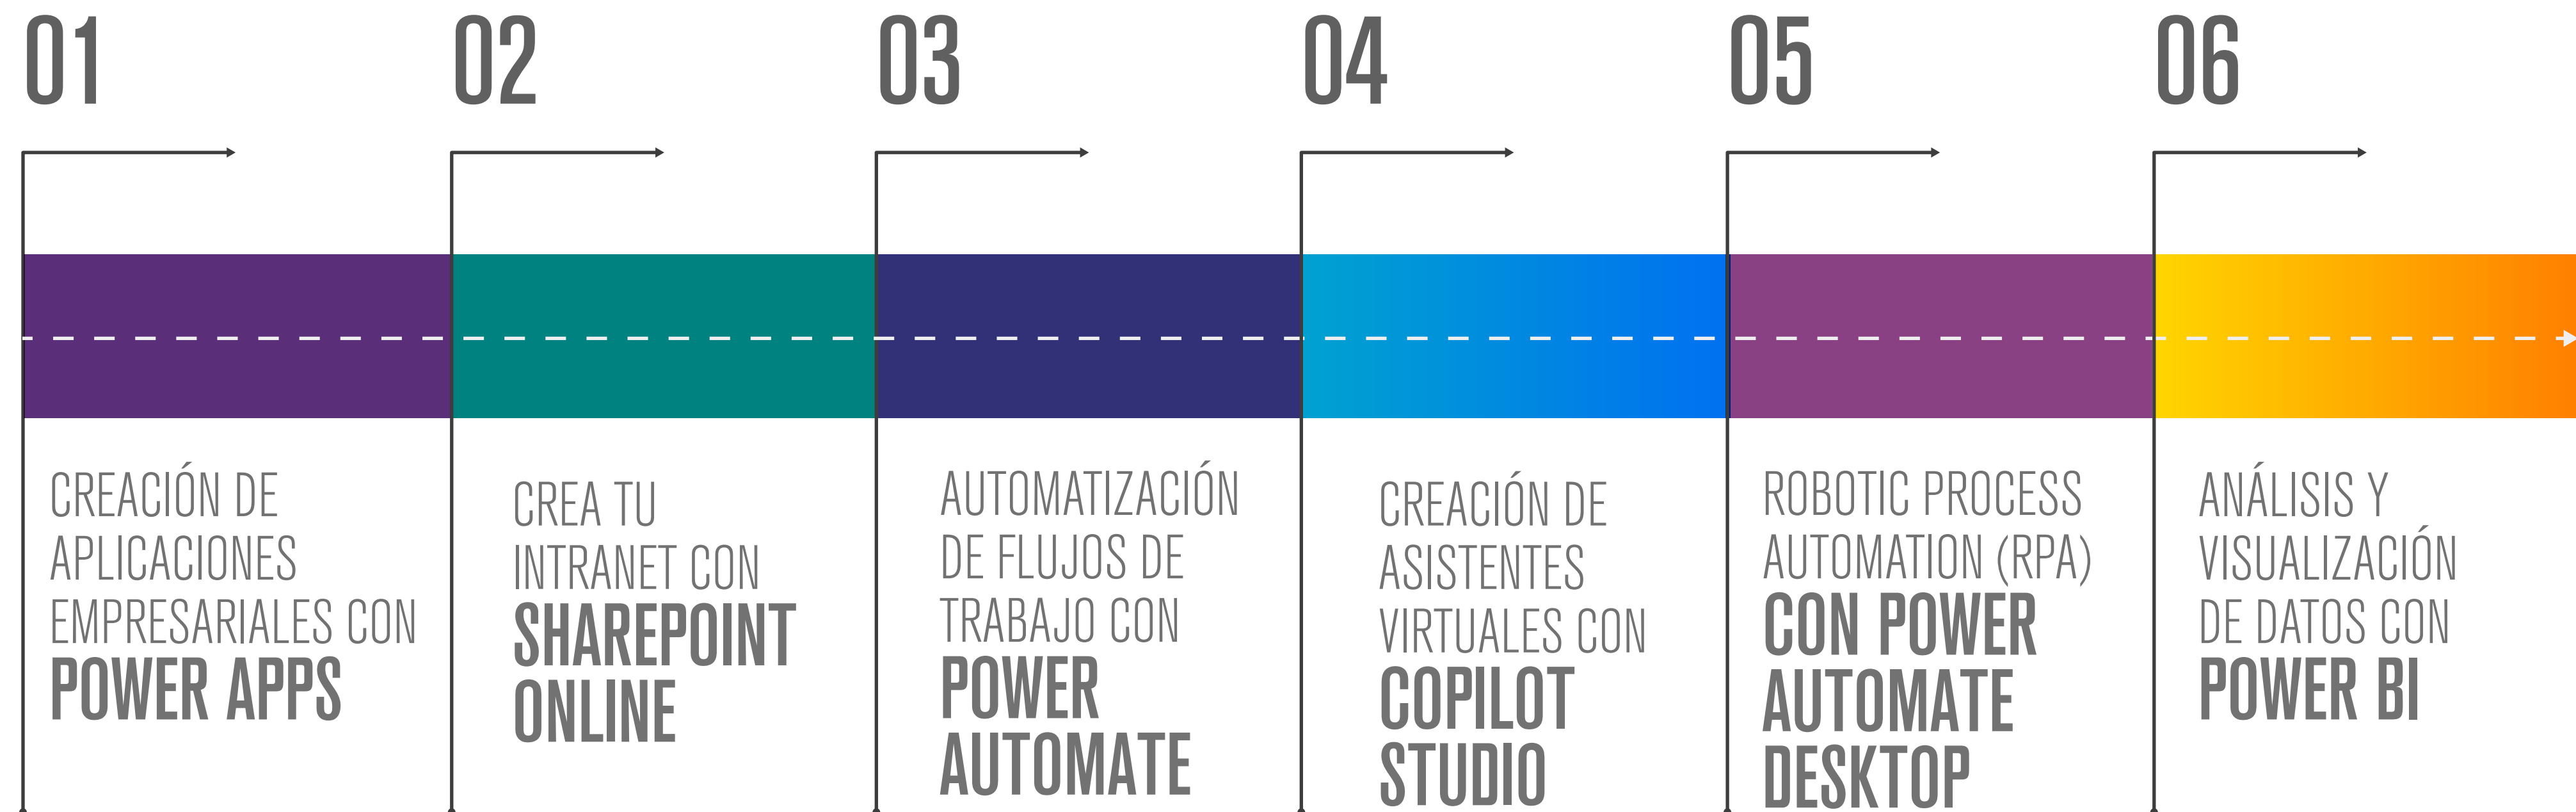 01
CREACIÓN DE
APLICACIONES
EMPRESARIALES CON
POWER APPS
02
CREA TU
INTRANET CON
SHAREPOINT
ONLINE
03
AUTOMATIZACIÓN
DE FLUJOS DE
TRABAJO CON
POWER
AUTOMATE
04
CREACIÓN DE
ASISTENTES
VIRTUALES CON
COPILOT
STUDIO
05
ROBOTIC PROCESS
AUTOMATION (RPA)
CON POWER
AUTOMATE
DESKTOP
06
ANÁLISIS Y
VISUALIZACIÓN
DE DATOS CON
POWER BI